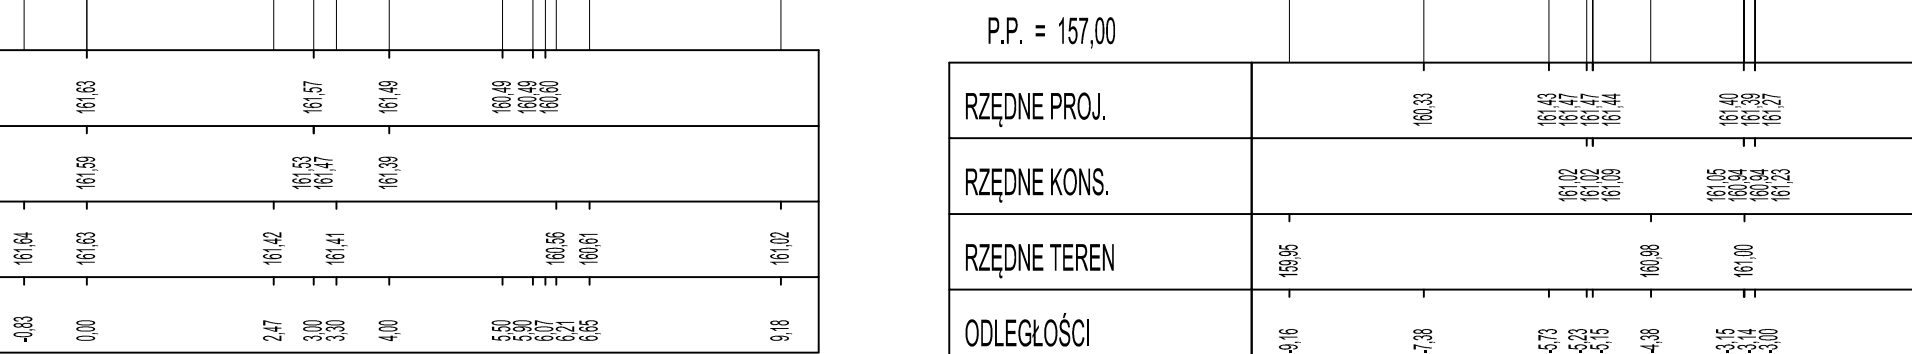 161,63 161,57 161,49 160,49 160,49 160,60
161,59 161,53 161,47 161,39
161,64 161,63 161,42 161,41 160,56 160,61 161,02
-0,83 0,00 2,47 3,00 3,30 4,00 5,50 5,90 6,07 6,21 6,65 9,18
P.P. = 157,00
RZĘDNE PROJ. 160,33 161,43 161,47 161,47 161,44 161,40 161,39 161,27
RZĘDNE KONS. 161,02 161,02 161,09 161,05 160,94 160,94 161,23
RZĘDNE TEREN 159,95 160,98 161,00
ODLEGŁOŚCI -9,16 -7,38 -5,73 -5,23 -5,15 -4,38 -3,15 -3,14 -3,00